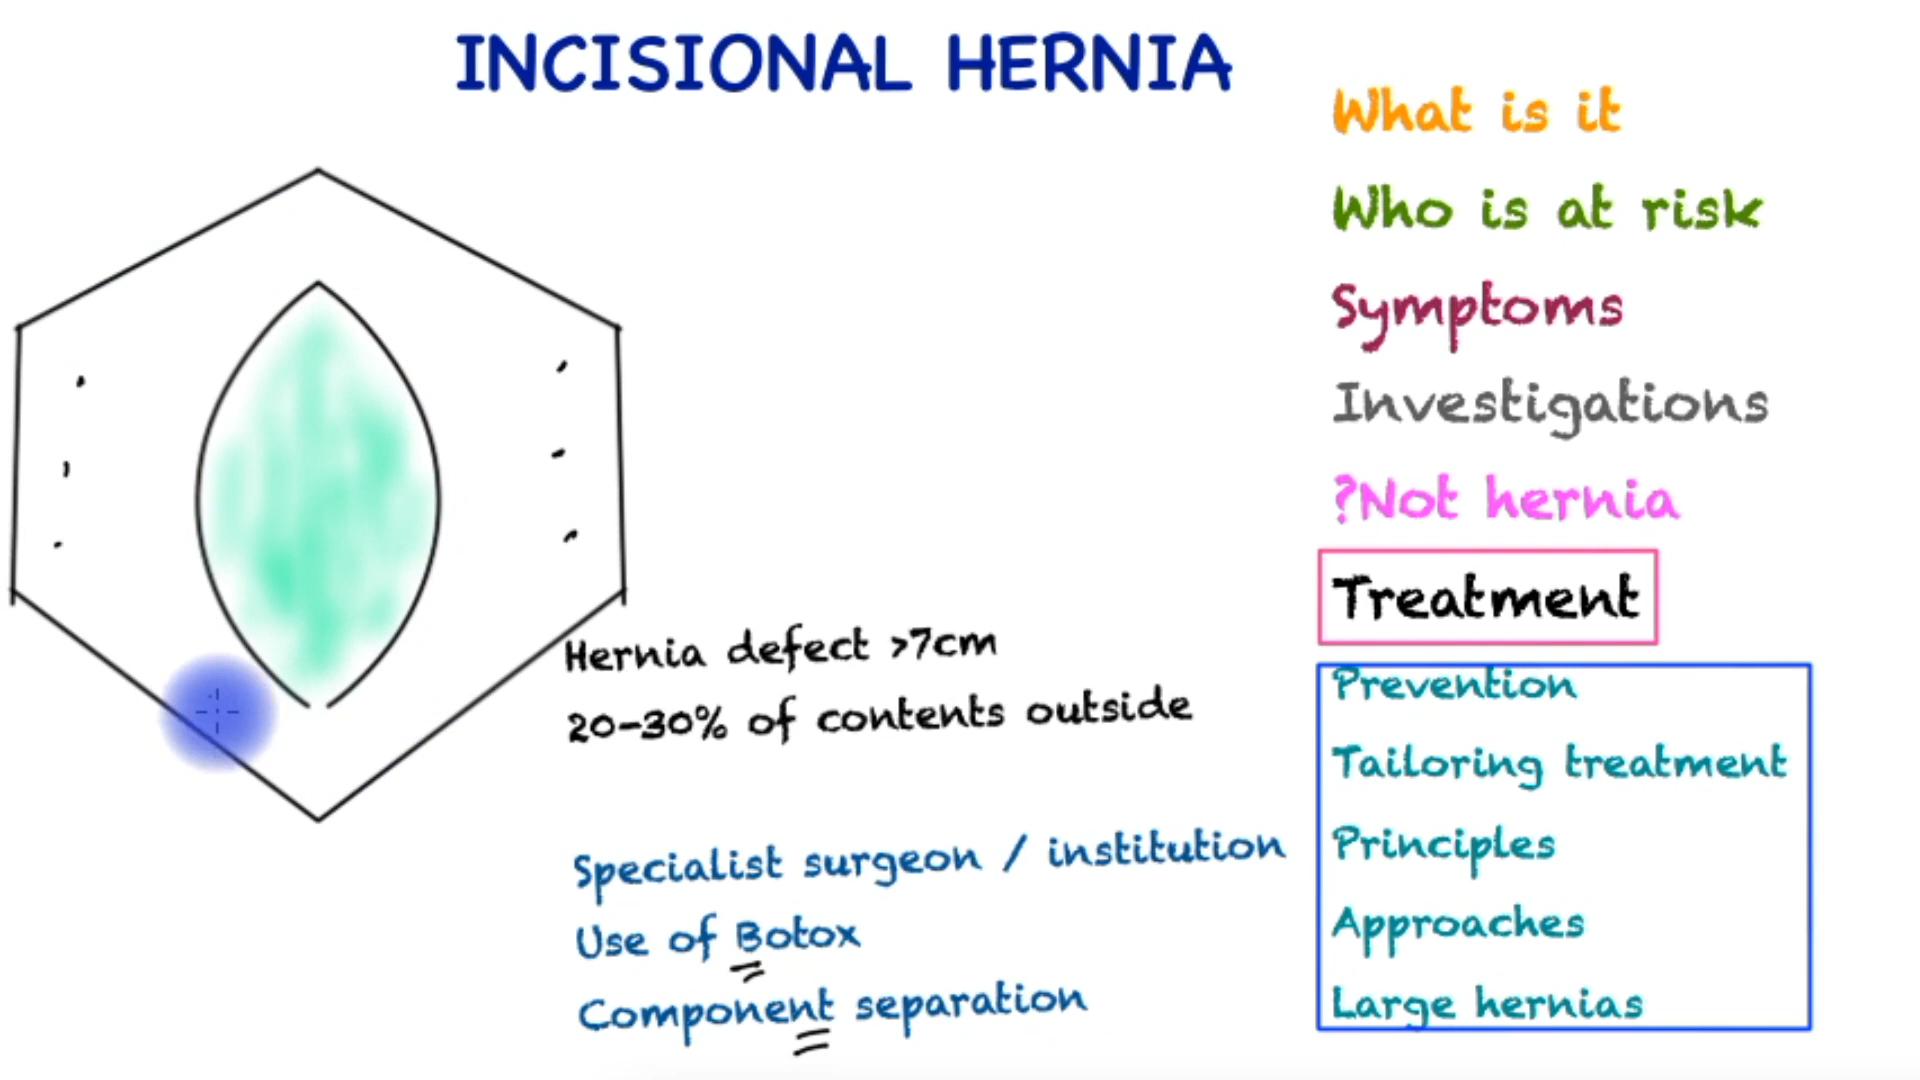 INCISIONAL HERNIA
What is it
Who is at risk
Symptoms
Investigations
?Not hernia
Treatment
Prevention
Tailoring treatment
Principles
Approaches
Large hernias
Hernia defect >7cm
20-30% of contents outside
Specialist surgeon / institution
Use of Botox
Component separation